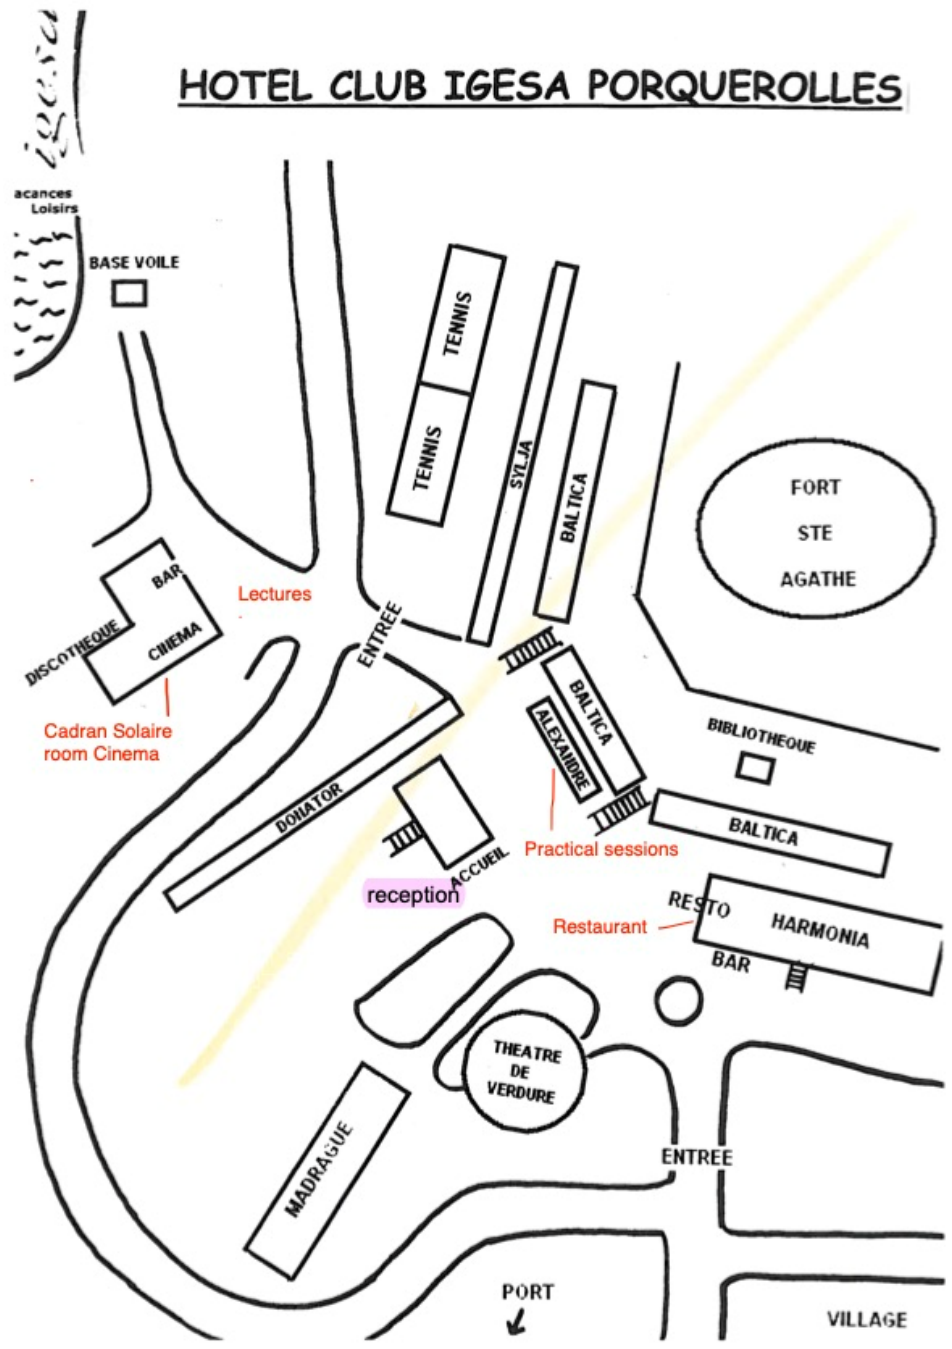 igesa
HOTEL CLUB IGESA PORQUEROLLES
acances
Loisirs
BASE VOILE
TENNIS
TENNIS
SYLJA
BALTICA
FORT
STE
AGATHE
BAR
DISCOTHEQUE
CINEMA
Lectures
ENTREE
Cadran Solaire
room Cinema
BALTICA
ALEXANDRE
BIBLIOTHEQUE
DONATOR
BALTICA
Practical sessions
ACCUEIL
reception
RESTO
HARMONIA
Restaurant
BAR
THEATRE
DE
VERDURE
MADRAGUE
ENTREE
PORT
VILLAGE